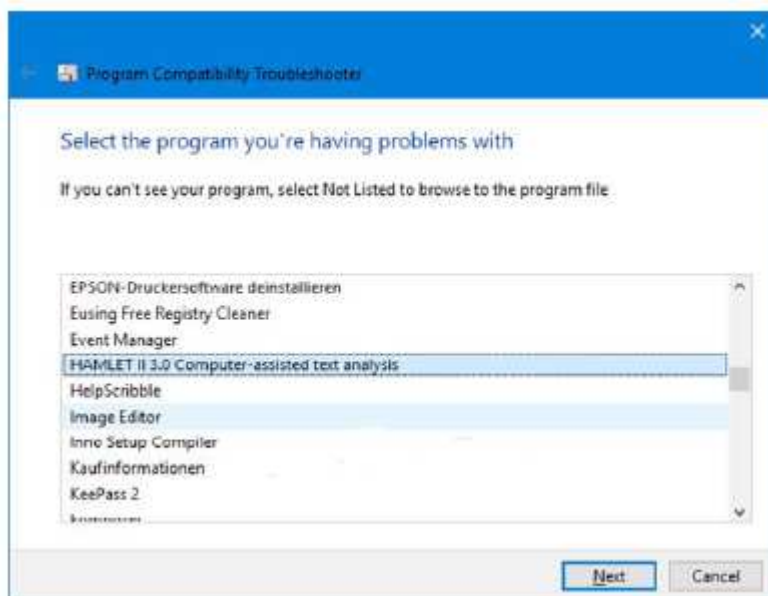 Program Compatibility Troubleshooter
Select the program you're having problems with
If you can't see your program, select Not Listed to browse to the program file
EPSON-Druckersoftware deinstallieren
Eusing Free Registry Cleaner
Event Manager
HAMLET II 3.0 Computer-assisted text analysis
HelpScribble
Image Editor
Inno Setup Compiler
Kaufinformationen
KeePass 2
Next
Cancel